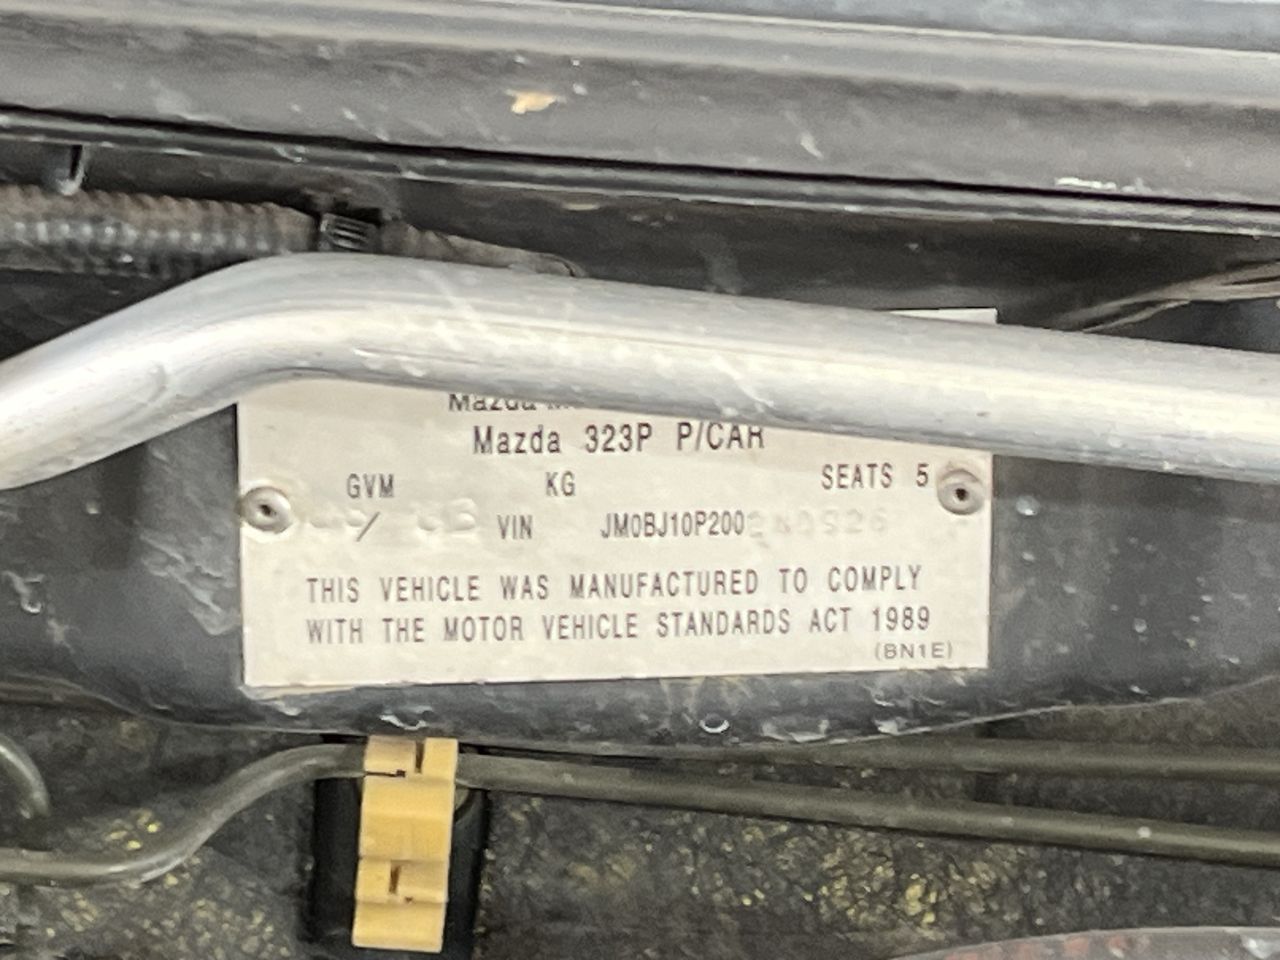 Mazda
Mazda 323P P/CAR
GVM KG SEATS 5
VIN JM0BJ10P200
THIS VEHICLE WAS MANUFACTURED TO COMPLY
WITH THE MOTOR VEHICLE STANDARDS ACT 1989
(BN1E)